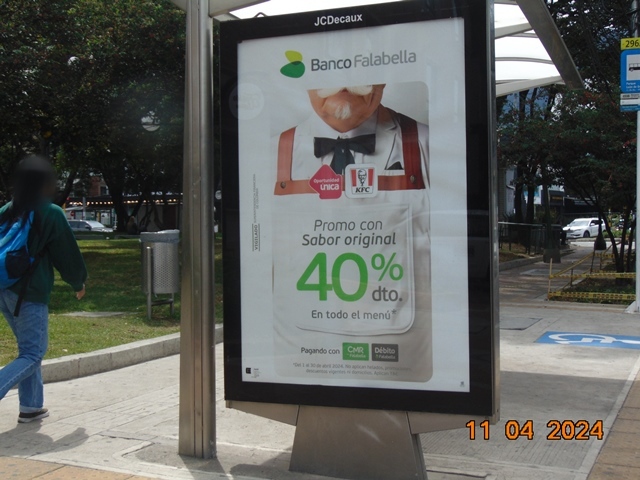 JCDecaux
Banco Falabella
Oportunidad
única
KFC
Promo con
Sabor original
40%
dto.
En todo el menú*
Pagando con CMR Débito
296
11 04 2024